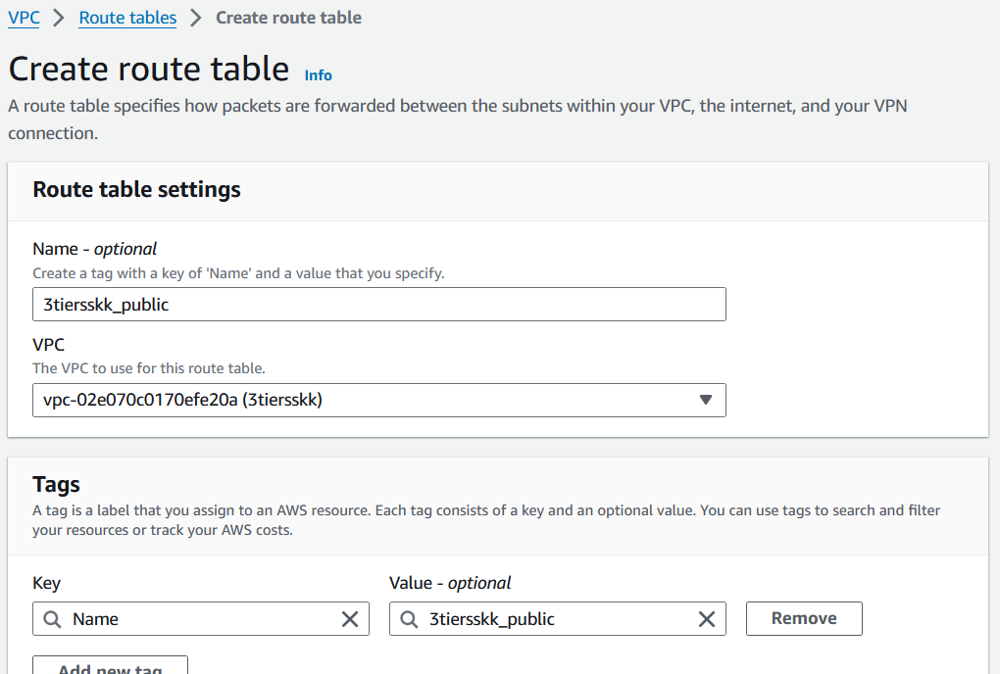 VPC > Route tables > Create route table
Create route table Info
A route table specifies how packets are forwarded between the subnets within your VPC, the internet, and your VPN
connection.
Route table settings
Name - optional
Create a tag with a key of 'Name' and a value that you specify.
3tiersskk_public
VPC
The VPC to use for this route table.
vpc-02e070c0170efe20a (3tiersskk)
Tags
A tag is a label that you assign to an AWS resource. Each tag consists of a key and an optional value. You can use tags to search and filter
your resources or track your AWS costs.
Key Value - optional
Name 3tiersskk_public Remove
Add new tag